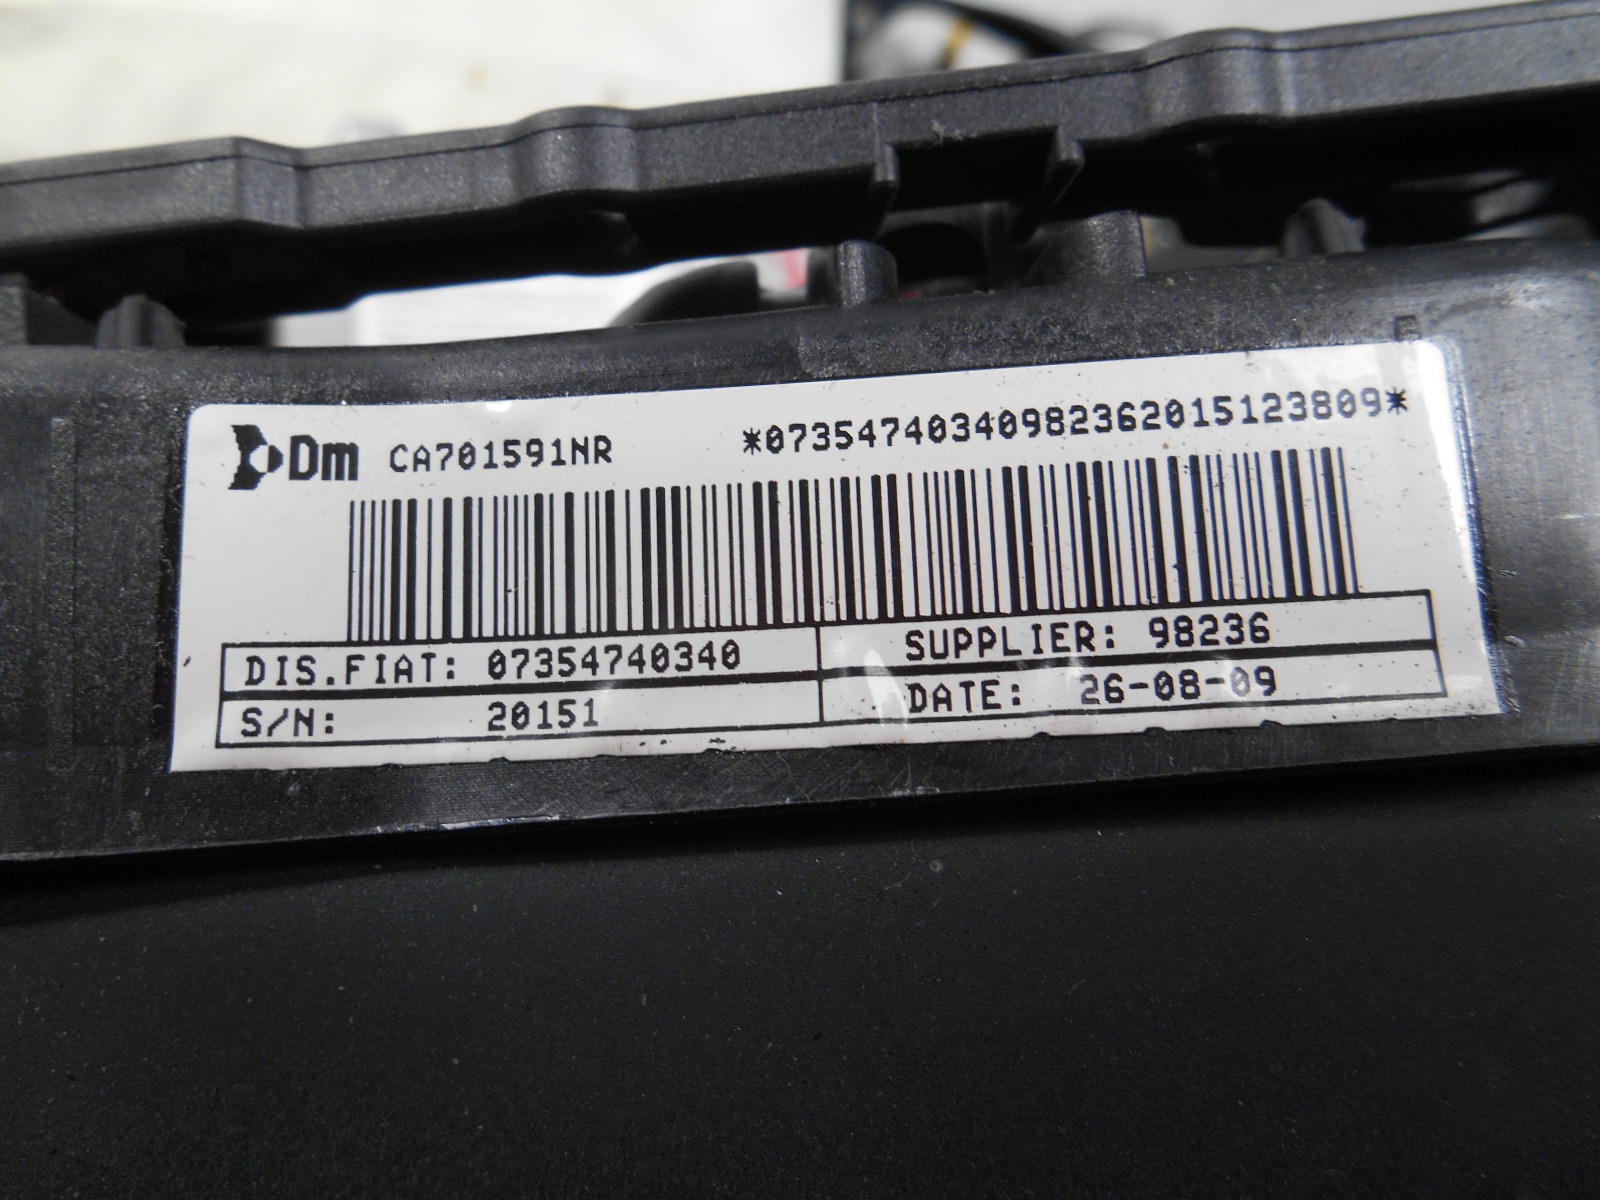 Dm CA701591NR *07354740340982362015123809*
DIS.FIAT: 07354740340 SUPPLIER: 98236
S/N: 20151 DATE: 26-08-09